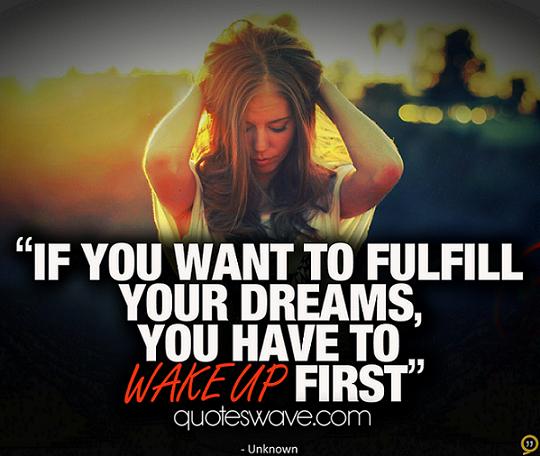 “IF YOU WANT TO FULFILL
YOUR DREAMS,
YOU HAVE TO
WAKE UP FIRST”
quoteswave.com
- Unknown